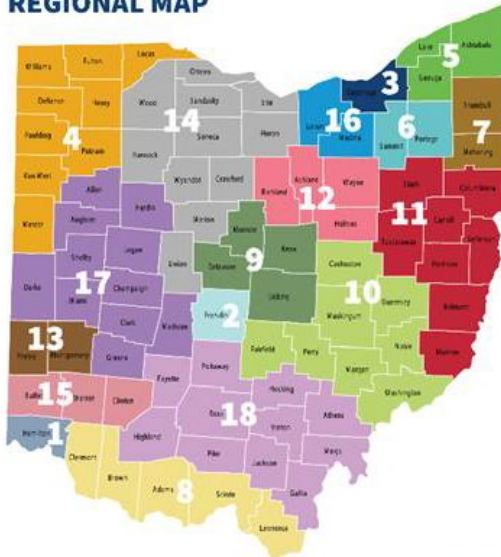 REGIONAL MAP
Williams
Fulton
Lucas
Ottawa
Lake
Ashtabula
5
Geauga
Defiance
Henry
Wood
Sandusky
Erie
3
Trumbull
Paulding
4
Putnam
14
Seneca
Huron
Lorain
16
Medina
6
Summit
Portage
7
Mahoning
Van Wert
Hancock
Wyandot
Crawford
Richland
Ashland
12
Wayne
Stark
Columbiana
Allen
Hardin
Mercer
Auglaize
Marion
Morrow
Holmes
11
Carroll
Tuscarawas
Jefferson
Shelby
Logan
Union
Delaware
9
Knox
Coshocton
Harrison
Darke
17
Miami
Champaign
Licking
10
Guernsey
Belmont
Muskingum
Clark
Madison
Franklin
2
13
Preble
Montgomery
Greene
Fairfield
Perry
Noble
Monroe
Pickaway
Morgan
Fayette
Hocking
Washington
Butler
15
Warren
Clinton
18
Ross
Athens
Vinton
Hamilton
1
Highland
Pike
Jackson
Meigs
Clermont
Brown
Adams
8
Scioto
Gallia
Lawrence